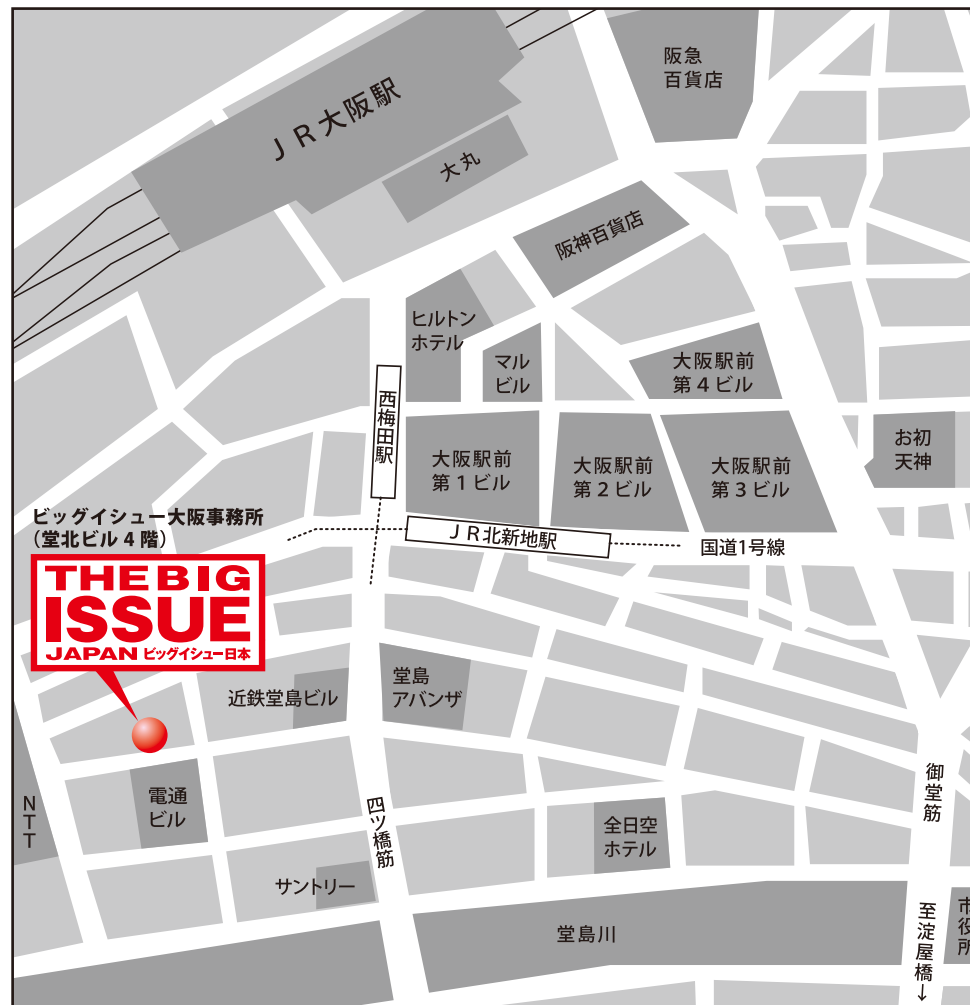 阪急
百貨店
JR大阪駅
大丸
阪神百貨店
ヒルトン
ホテル
マル
ビル
大阪駅前
第4ビル
西梅田駅
大阪駅前
第1ビル
大阪駅前
第2ビル
大阪駅前
第3ビル
お初
天神
ビッグイシュー大阪事務所
(堂北ビル4階)
JR北新地駅
国道1号線
THE BIG
ISSUE
JAPAN ビッグイシュー日本
近鉄堂島ビル
堂島
アバンザ
NTT
電通
ビル
四ツ橋筋
全日空
ホテル
御堂筋
サントリー
堂島川
至淀屋橋↓
市役所